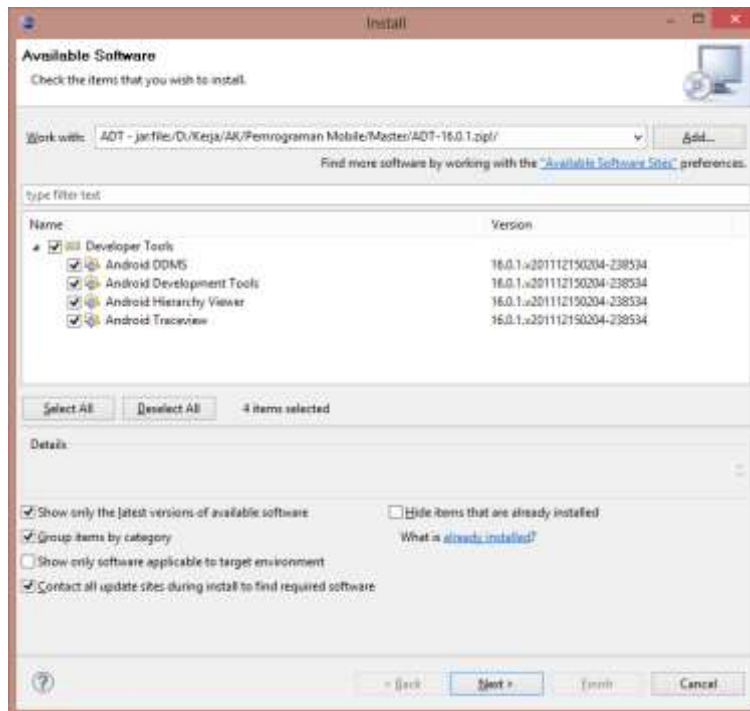 Install
Available Software
Check the items that you wish to install.
Work with: ADT - jar:file:/D:/Kerja/AK/Pemrograman Mobile/Master/ADT-16.0.1.zip!/ Add...
Find more software by working with the "Available Software Sites" preferences.
type filter text
Name Version
Developer Tools
Android DDMS 16.0.1.v201112150204-238534
Android Development Tools 16.0.1.v201112150204-238534
Android Hierarchy Viewer 16.0.1.v201112150204-238534
Android Traceview 16.0.1.v201112150204-238534
Select All Deselect All 4 items selected
Details
Show only the latest versions of available software Hide items that are already installed
Group items by category What is already installed?
Show only software applicable to target environment
Contact all update sites during install to find required software
< Back Next > Finish Cancel